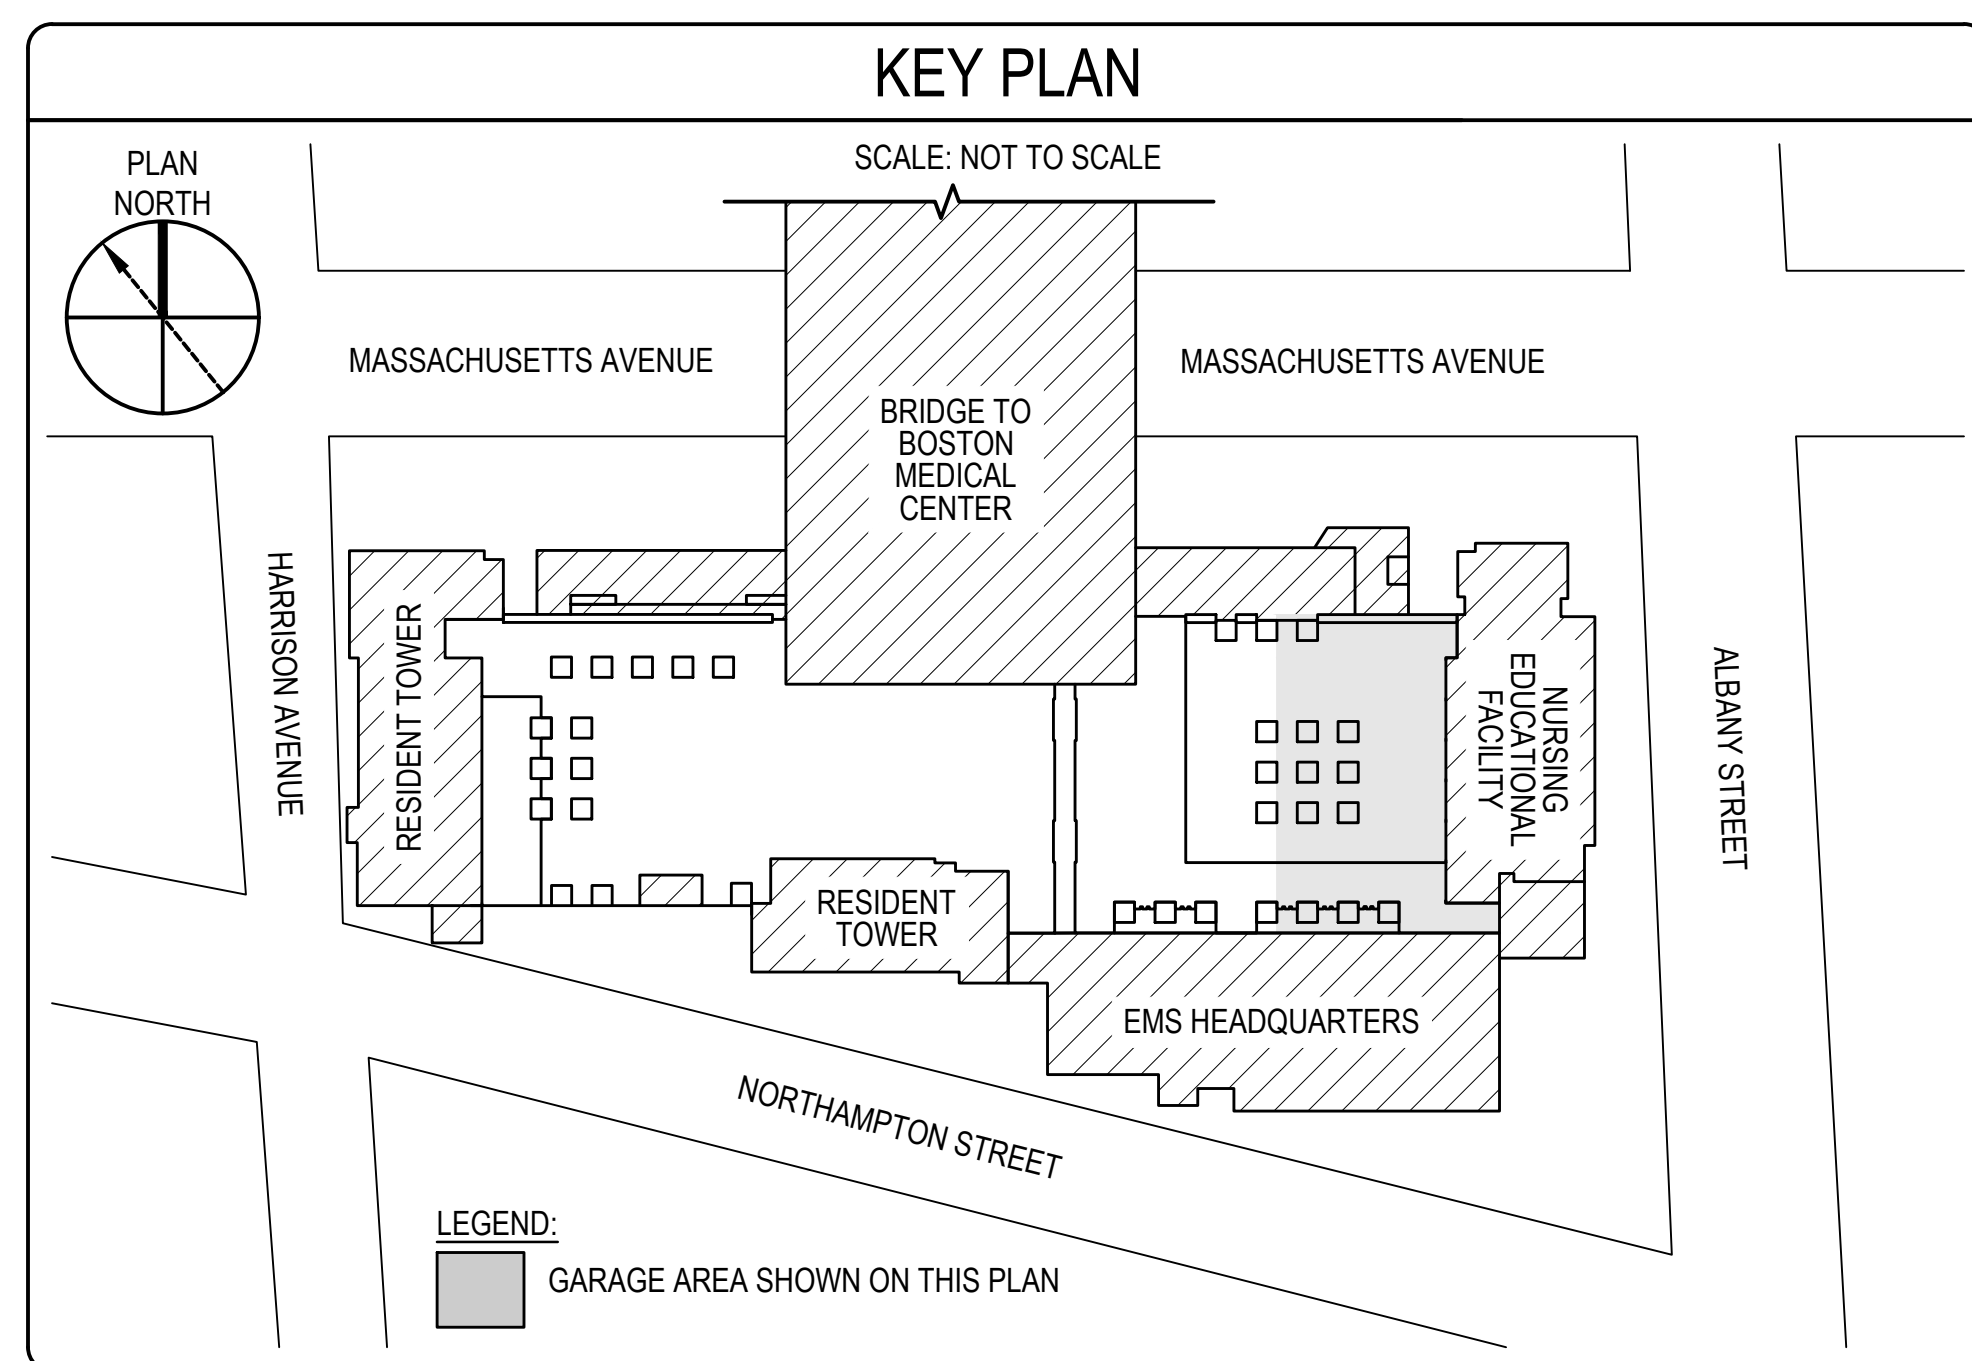 KEY PLAN
SCALE: NOT TO SCALE
PLAN
NORTH
MASSACHUSETTS AVENUE
MASSACHUSETTS AVENUE
BRIDGE TO
BOSTON
MEDICAL
CENTER
HARRISON AVENUE
RESIDENT TOWER
NURSING
EDUCATIONAL
FACILITY
ALBANY STREET
RESIDENT
TOWER
EMS HEADQUARTERS
NORTHAMPTON STREET
LEGEND:
GARAGE AREA SHOWN ON THIS PLAN